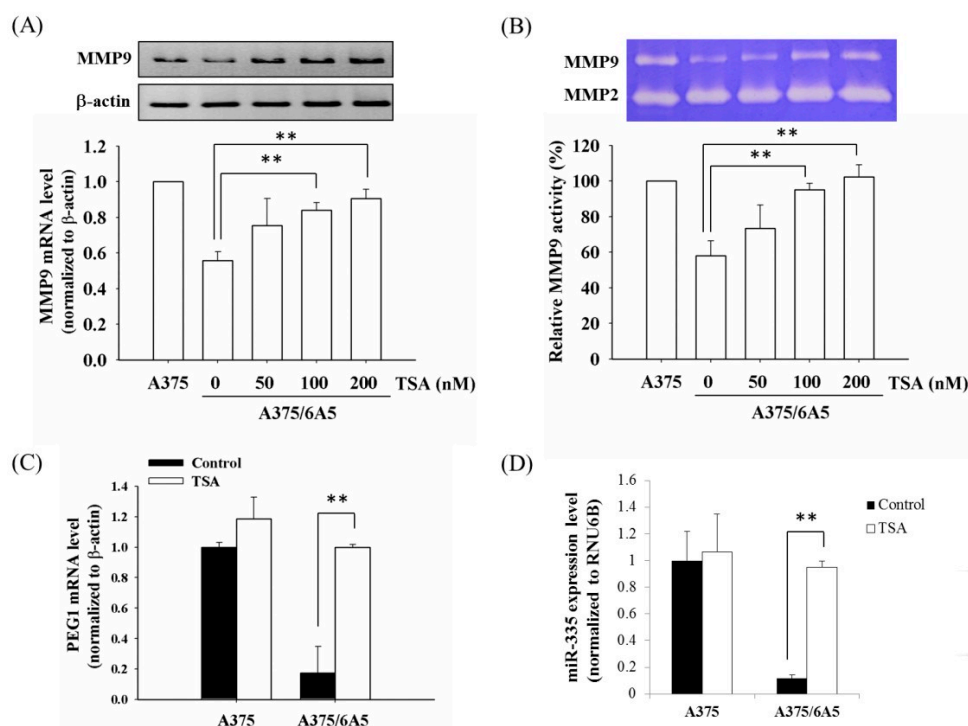 (A)
MMP9
β-actin
MMP9 mRNA level
(normalized to β-actin)
1.2
1.0
0.8
0.6
0.4
0.2
0.0
**
**
A375 0 50 100 200 TSA (nM)
A375/6A5
(B)
MMP9
MMP2
Relative MMP9 activity (%)
120
100
80
60
40
20
0
**
**
A375 0 50 100 200 TSA (nM)
A375/6A5
(C)
Control
TSA
PEG1 mRNA level
(normalized to β-actin)
1.4
1.2
1.0
0.8
0.6
0.4
0.2
0.0
**
A375 A375/6A5
(D)
Control
TSA
miR-335 expression level
(normalized to RNU6B)
1.6
1.4
1.2
1
0.8
0.6
0.4
0.2
0
**
A375 A375/6A5